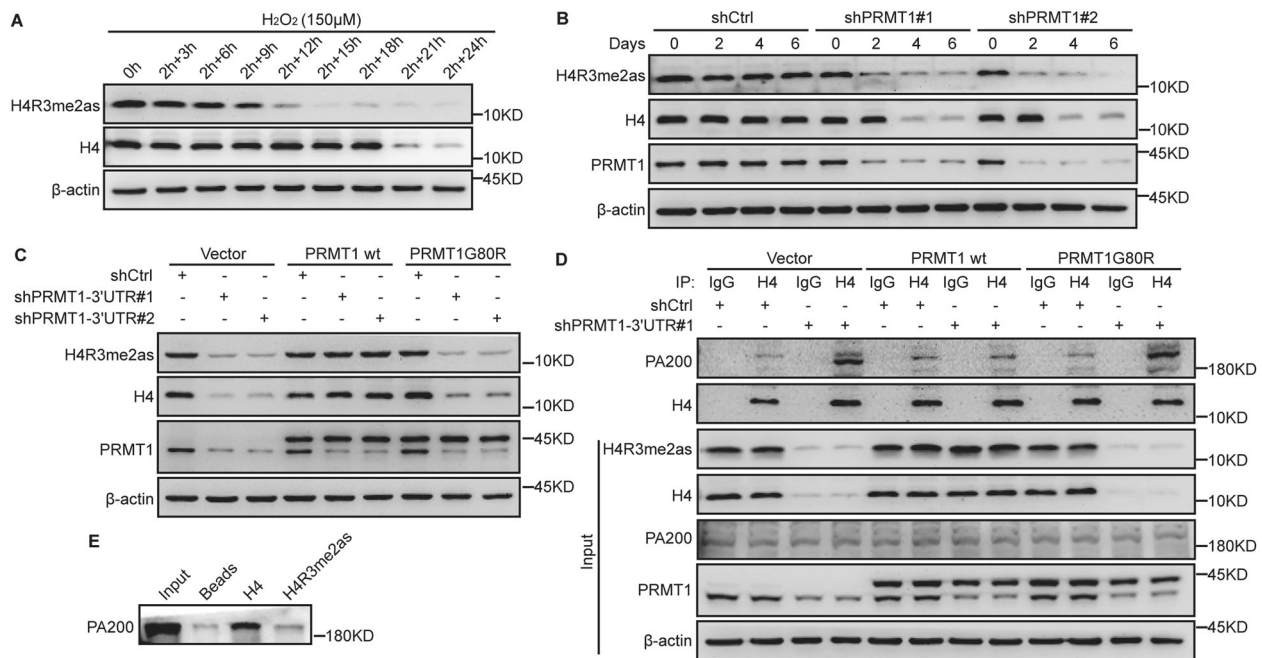 A
H₂O₂ (150μM)
0h 2h+3h 2h+6h 2h+9h 2h+12h 2h+15h 2h+18h 2h+21h 2h+24h
H4R3me2as
10KD
H4
10KD
β-actin
45KD
B
shCtrl shPRMT1#1 shPRMT1#2
Days 0 2 4 6 0 2 4 6 0 2 4 6
H4R3me2as
10KD
H4
10KD
PRMT1
45KD
β-actin
45KD
C
Vector PRMT1 wt PRMT1G80R
shCtrl + - - + - - + - -
shPRMT1-3'UTR#1 - + - - + - - + -
shPRMT1-3'UTR#2 - - + - - + - - +
H4R3me2as
10KD
H4
10KD
PRMT1
45KD
β-actin
45KD
D
Vector PRMT1 wt PRMT1G80R
IP: IgG H4 IgG H4 IgG H4 IgG H4 IgG H4 IgG H4
shCtrl + + - - + + - - + + - -
shPRMT1-3'UTR#1 - - + + - - + + - - + +
PA200
180KD
H4
10KD
Input
H4R3me2as
10KD
H4
10KD
PA200
180KD
PRMT1
45KD
β-actin
45KD
E
Input Beads H4 H4R3me2as
PA200
180KD